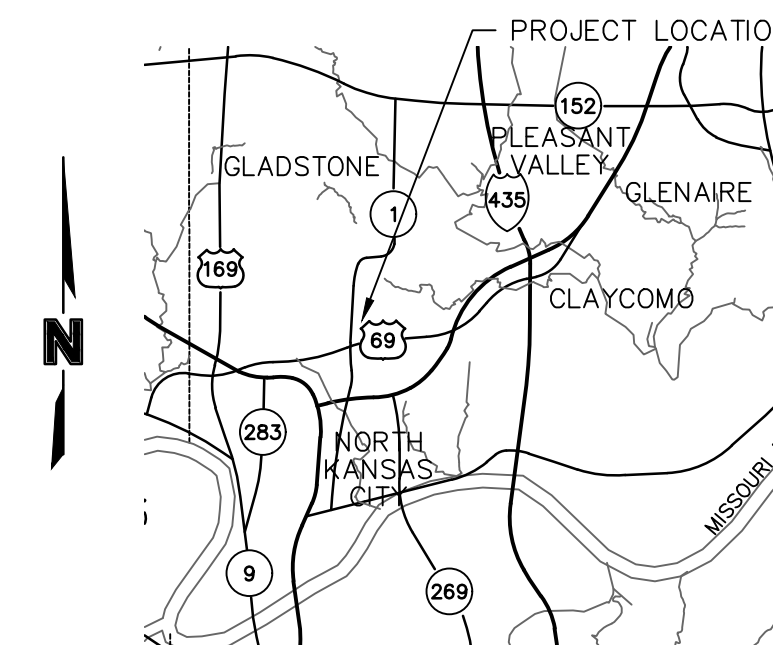 PROJECT LOCATIO
152
PLEASANT
VALLEY
GLADSTONE
435
GLENAIRE
1
169
CLAYCOMO
N
69
283
NORTH
KANSAS
CITY
MISSOURI
9
269